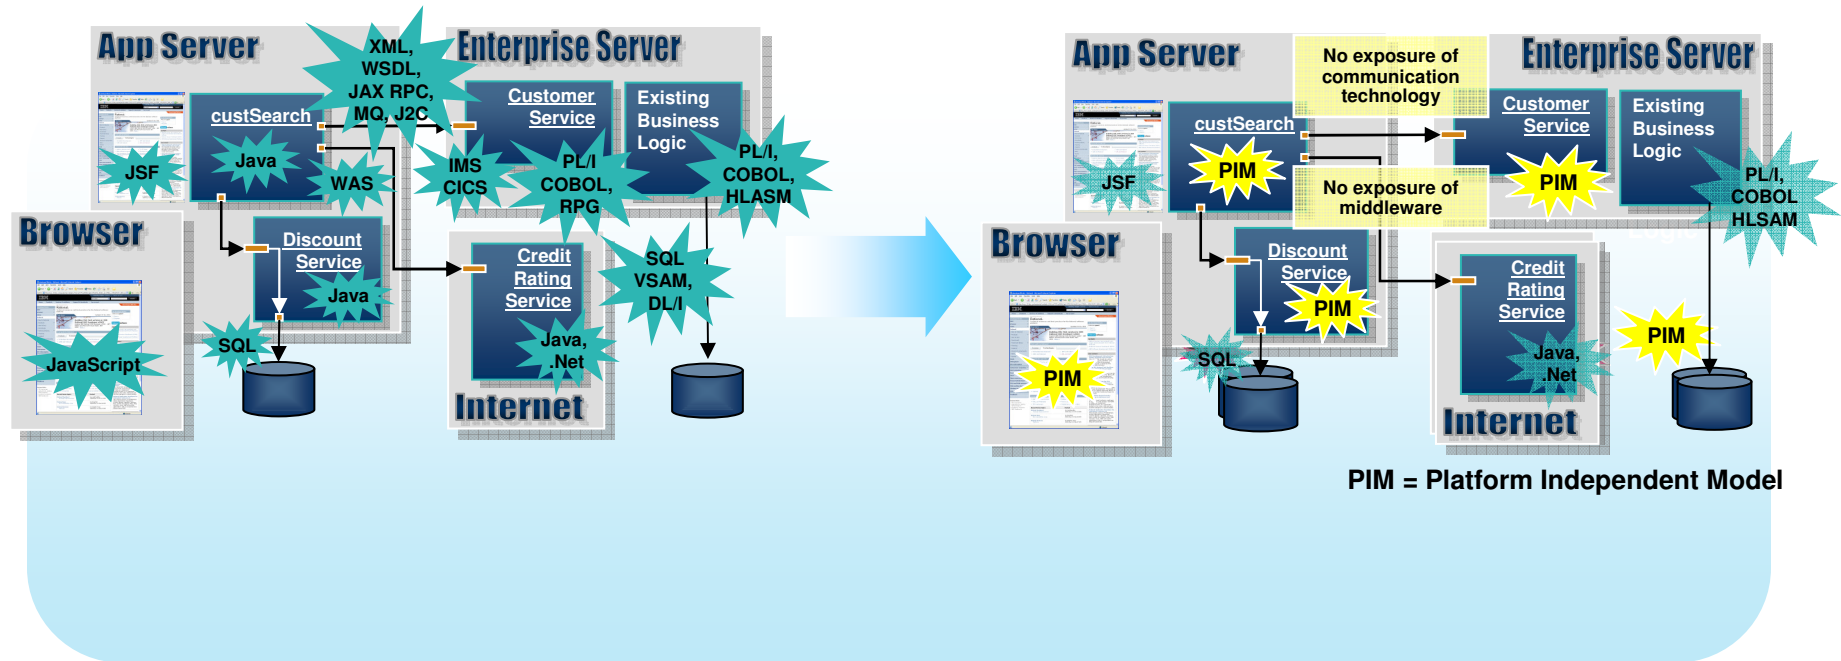 App Server
XML,
WSDL,
JAX RPC,
MQ, J2C
Enterprise Server
custSearch
Java
JSF
WAS
Customer
Service
Existing
Business
Logic
IMS
CICS
PL/I
COBOL,
RPG
PL/I,
COBOL,
HLASM
Browser
JavaScript
Discount
Service
Java
SQL
Credit
Rating
Service
Java,
.Net
Internet
SQL
VSAM,
DL/I
App Server
No exposure of
communication
technology
Enterprise Server
custSearch
PIM
JSF
No exposure of
middleware
Customer
Service
PIM
Existing
Business
Logic
PL/I,
COBOL
HLSAM
Browser
PIM
Discount
Service
PIM
SQL
Credit
Rating
Service
Java,
.Net
Internet
PIM
PIM = Platform Independent Model